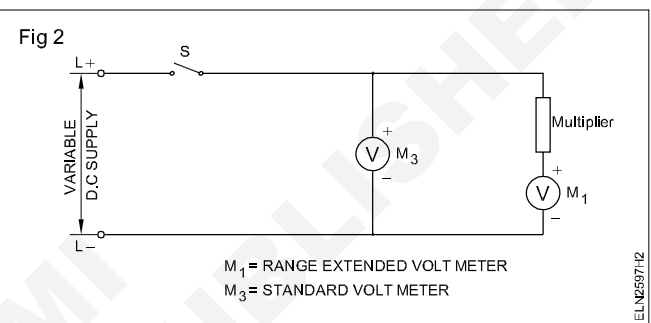 Fig 2
L+
S
VARIABLE
D.C SUPPLY
+
V M3
–
Multiplier
+
V M1
–
L–
M1 = RANGE EXTENDED VOLT METER
M3 = STANDARD VOLT METER
ELN2597H2